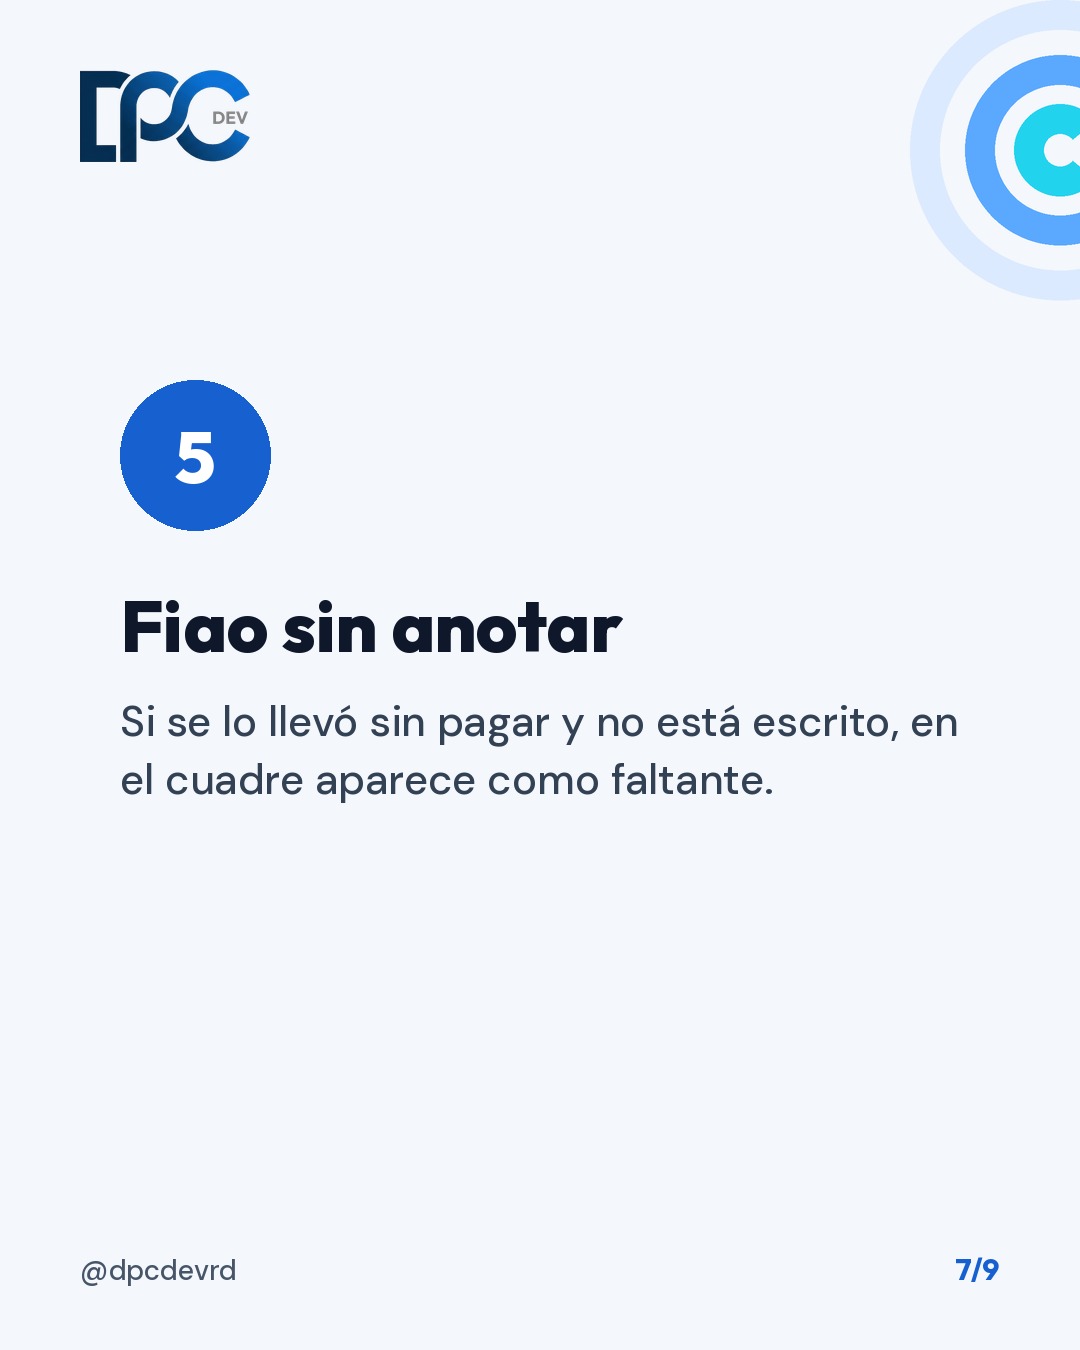 DPC
DEV
5
Fiao sin anotar
Si se lo llevó sin pagar y no está escrito, en
el cuadre aparece como faltante.
@dpcdevrd
7/9